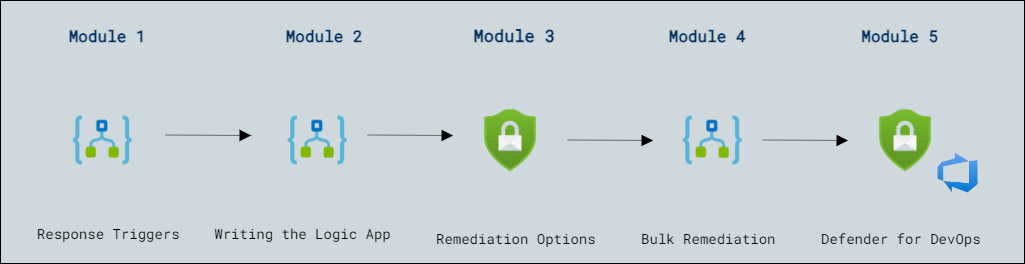 Module 1
Module 2
Module 3
Module 4
Module 5
Response Triggers
Writing the Logic App
Remediation Options
Bulk Remediation
Defender for DevOps